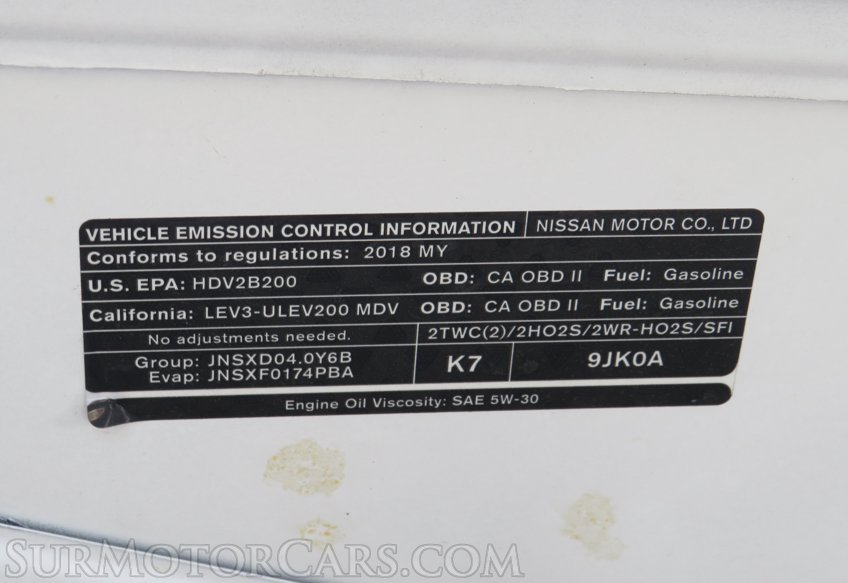 VEHICLE EMISSION CONTROL INFORMATION NISSAN MOTOR CO., LTD
Conforms to regulations: 2018 MY
U.S. EPA: HDV2B200 OBD: CA OBD II Fuel: Gasoline
California: LEV3-ULEV200 MDV OBD: CA OBD II Fuel: Gasoline
No adjustments needed. 2TWC(2)/2HO2S/2WR-HO2S/SFI
Group: JNSXD04.0Y6B
Evap: JNSXF0174PBA
K7 9JK0A
Engine Oil Viscosity: SAE 5W-30
SURMOTORCARS.COM